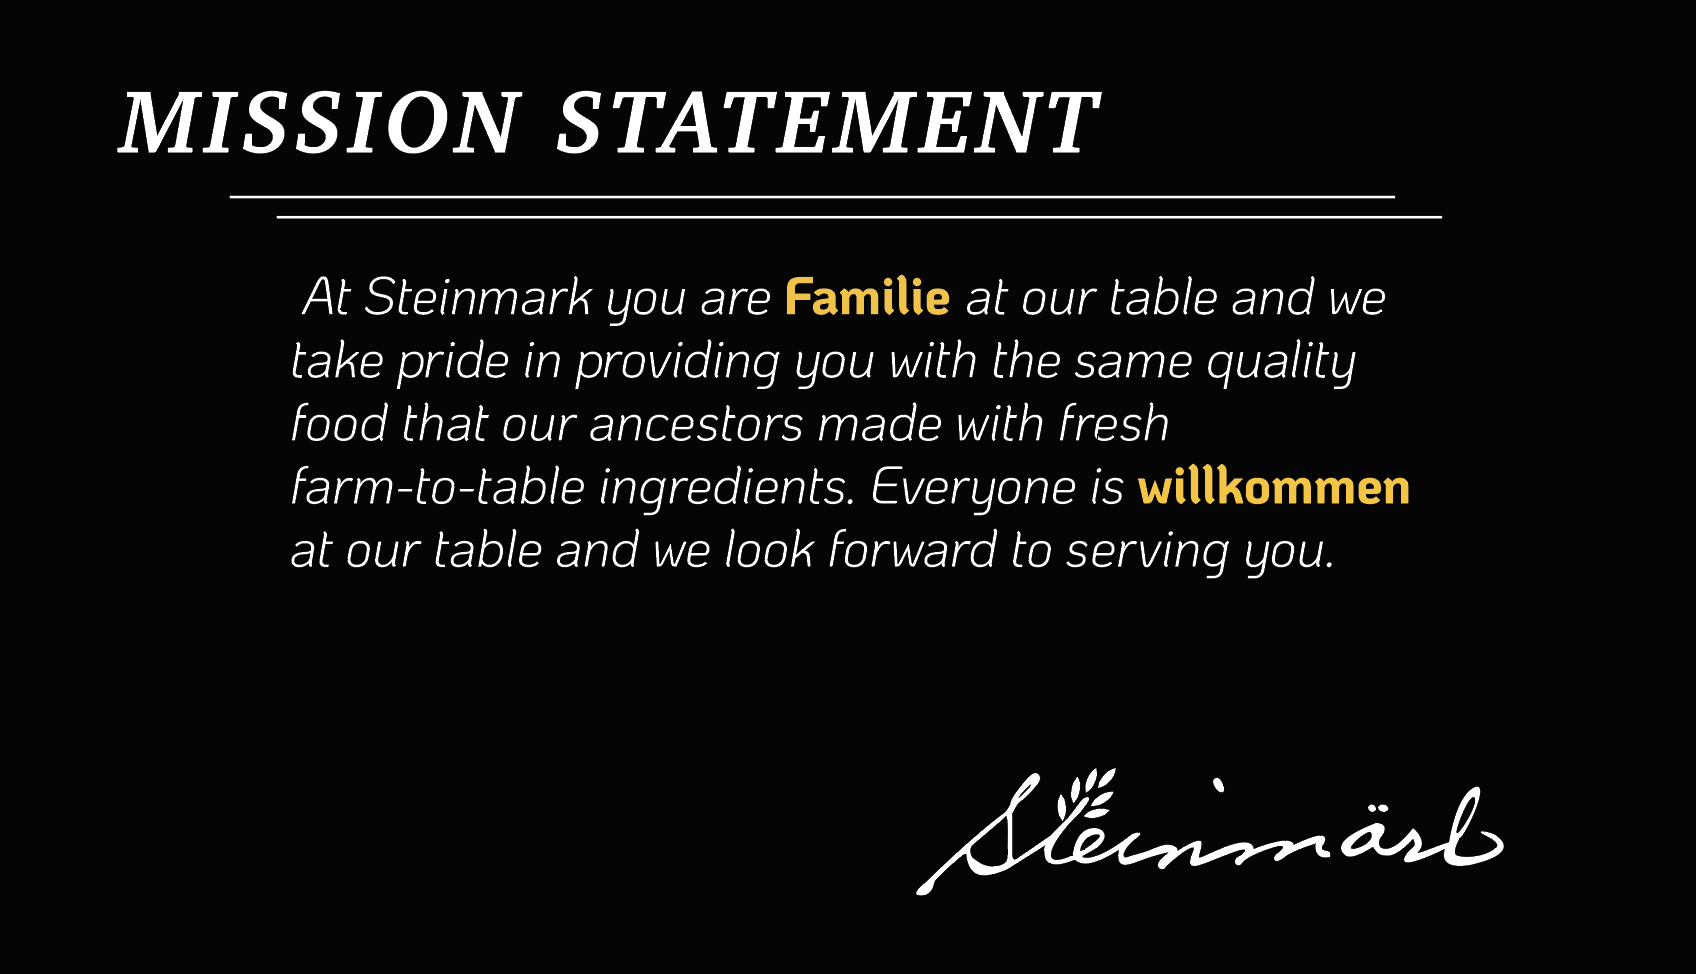 MISSION STATEMENT
At Steinmark you are Familie at our table and we
take pride in providing you with the same quality
food that our ancestors made with fresh
farm-to-table ingredients. Everyone is willkommen
at our table and we look forward to serving you.
Steinmärk